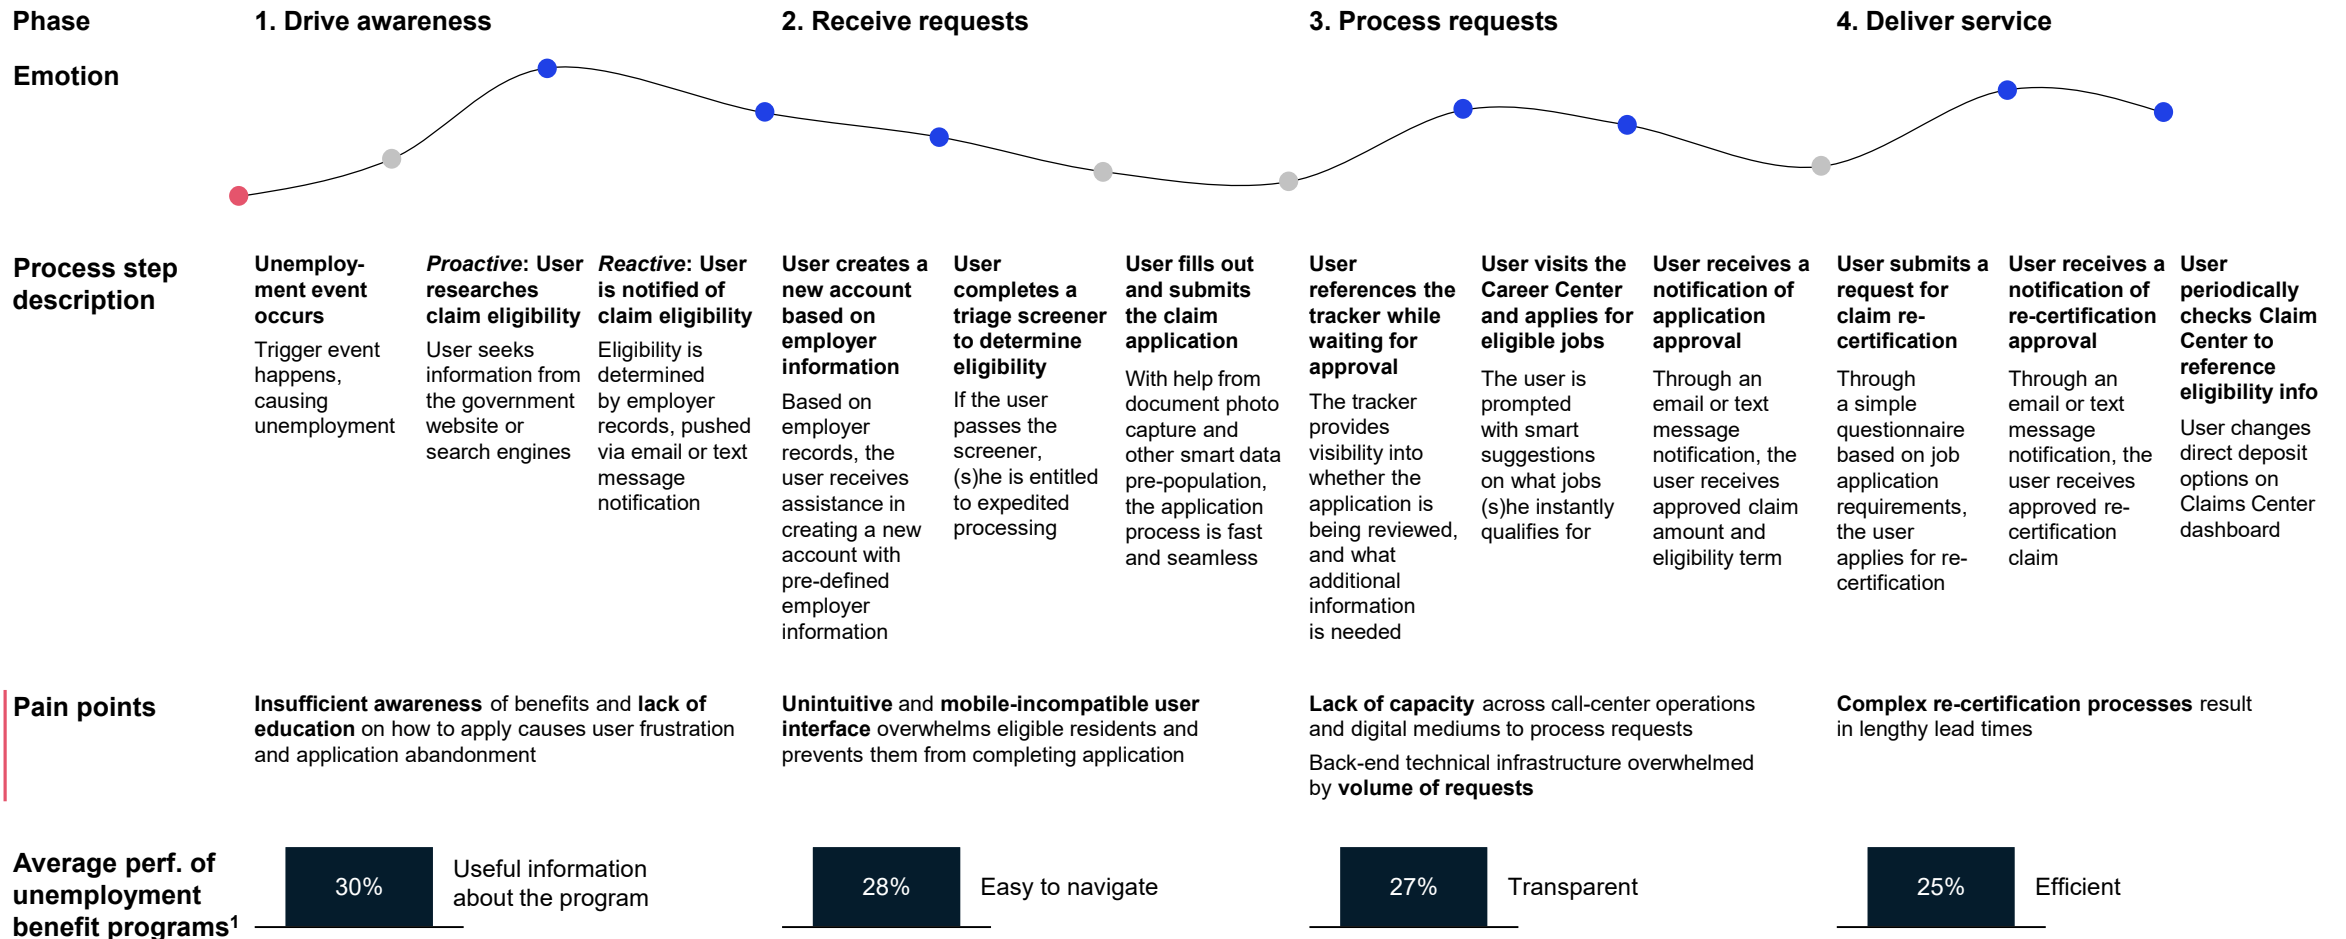 Phase
1. Drive awareness
2. Receive requests
3. Process requests
4. Deliver service
Emotion
Process step
description
Unemploy-
ment event
occurs
Trigger event
happens,
causing
unemployment
Proactive: User
researches
claim eligibility
User seeks
information from
the government
website or
search engines
Reactive: User
is notified of
claim eligibility
Eligibility is
determined
by employer
records, pushed
via email or text
message
notification
User creates a
new account
based on
employer
information
Based on
employer
records, the
user receives
assistance in
creating a new
account with
pre-defined
employer
information
User
completes a
triage screener
to determine
eligibility
If the user
passes the
screener,
(s)he is entitled
to expedited
processing
User fills out
and submits
the claim
application
With help from
document photo
capture and
other smart data
pre-population,
the application
process is fast
and seamless
User
references the
tracker while
waiting for
approval
The tracker
provides
visibility into
whether the
application is
being reviewed,
and what
additional
information
is needed
User visits the
Career Center
and applies for
eligible jobs
The user is
prompted
with smart
suggestions
on what jobs
(s)he instantly
qualifies for
User receives a
notification of
application
approval
Through an
email or text
message
notification, the
user receives
approved claim
amount and
eligibility term
User submits a
request for
claim re-
certification
Through
a simple
questionnaire
based on job
application
requirements,
the user
applies for re-
certification
User receives a
notification of
re-certification
approval
Through an
email or text
message
notification, the
user receives
approved re-
certification
claim
User
periodically
checks Claim
Center to
reference
eligibility info
User changes
direct deposit
options on
Claims Center
dashboard
Pain points
Insufficient awareness of benefits and lack of
education on how to apply causes user frustration
and application abandonment
Unintuitive and mobile-incompatible user
interface overwhelms eligible residents and
prevents them from completing application
Lack of capacity across call-center operations
and digital mediums to process requests
Back-end technical infrastructure overwhelmed
by volume of requests
Complex re-certification processes result
in lengthy lead times
Average perf. of
unemployment
benefit programs¹
30%
Useful information
about the program
28%
Easy to navigate
27%
Transparent
25%
Efficient